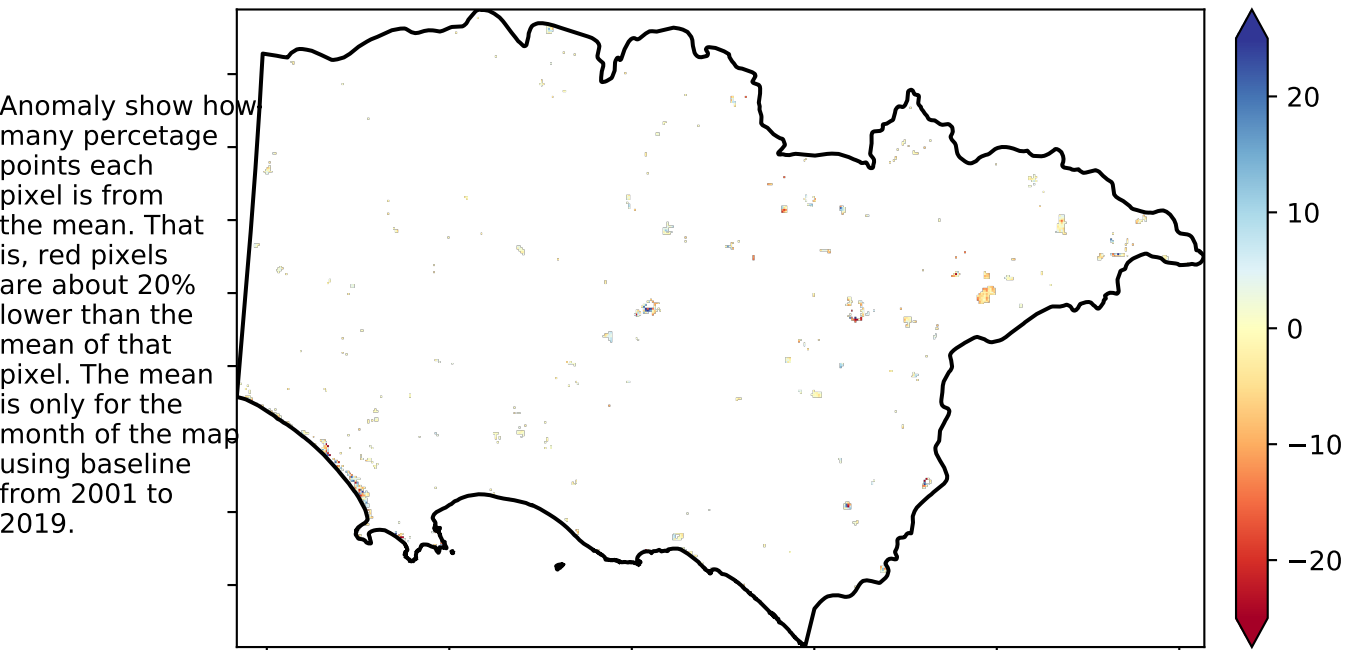 Anomaly show how
many percetage
points each
pixel is from
the mean. That
is, red pixels
are about 20%
lower than the
mean of that
pixel. The mean
is only for the
month of the map
using baseline
from 2001 to
2019.
20
10
0
−10
−20